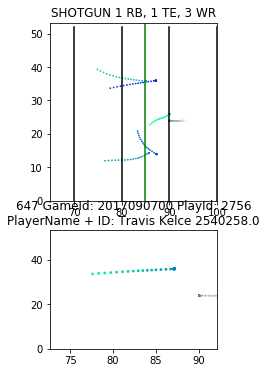 SHOTGUN 1 RB, 1 TE, 3 WR
50
40
30
20
10
0
70 80 90 100
647 GameId: 2017090700 PlayId: 2756
PlayerName + ID: Travis Kelce 2540258.0
40
20
0
75 80 85 90